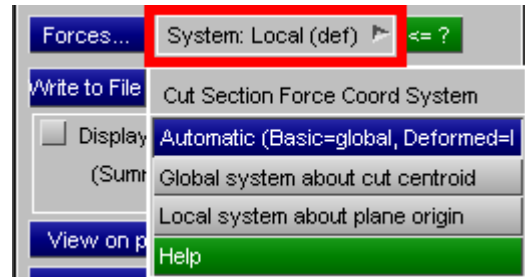 Forces... System: Local (def) <= ?
Write to File Cut Section Force Coord System
Display Automatic (Basic=global, Deformed=l
(Sum Global system about cut centroid
Local system about plane origin
View on p Help